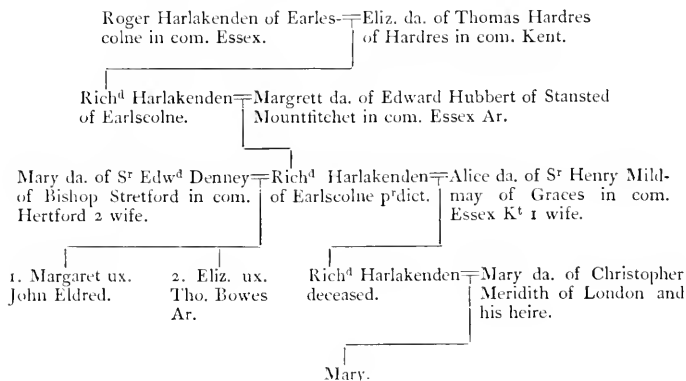 Roger Harlakenden of Earles-
colne in com. Essex.
Eliz. da. of Thomas Hardres
of Hardres in com. Kent.
Richᵈ Harlakenden
of Earlscolne.
Margrett da. of Edward Hubbert of Stansted
Mountfitchet in com. Essex Ar.
Mary da. of Sʳ Edwᵈ Denney
of Bishop Stretford in com.
Hertford 2 wife.
Richᵈ Harlakenden
of Earlscolne pʳdict.
Alice da. of Sʳ Henry Mild-
may of Graces in com.
Essex Kᵗ 1 wife.
1. Margaret ux.
John Eldred.
2. Eliz. ux.
Tho. Bowes
Ar.
Richᵈ Harlakenden
deceased.
Mary da. of Christopher
Meridith of London and
his heire.
Mary.